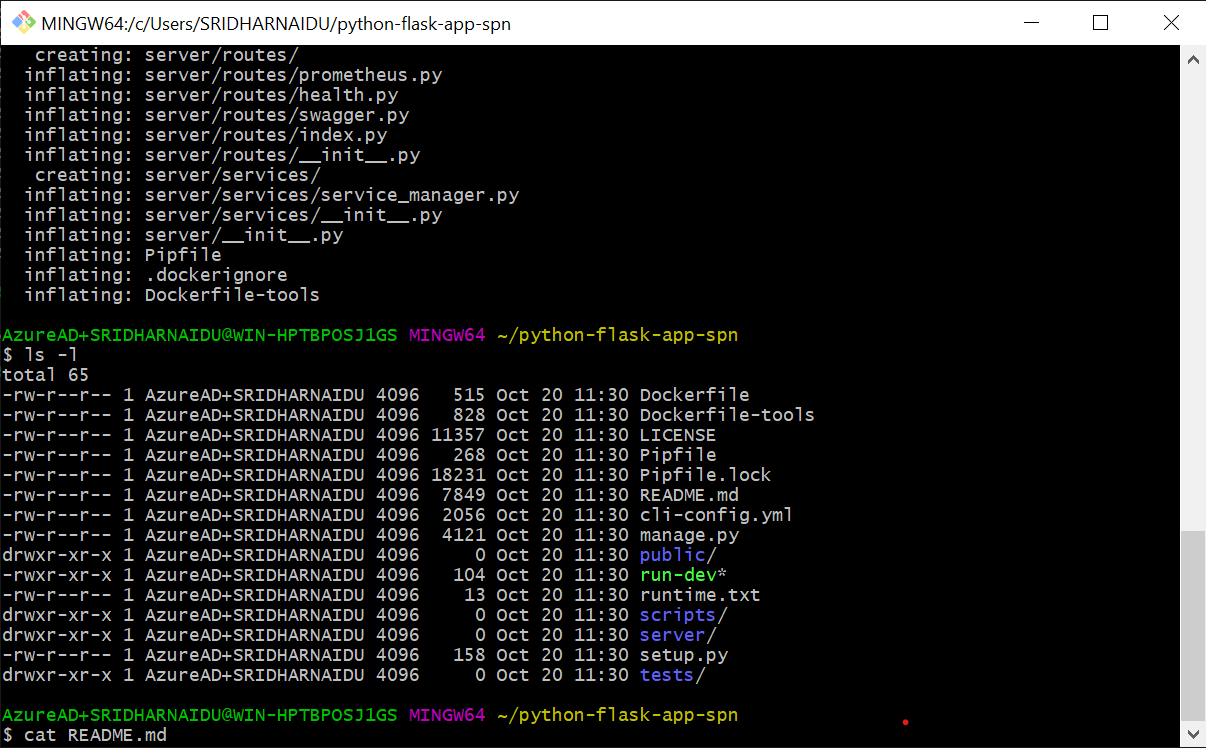 MINGW64:/c/Users/SRIDHARNAIDU/python-flask-app-spn
   creating: server/routes/
  inflating: server/routes/prometheus.py
  inflating: server/routes/health.py
  inflating: server/routes/swagger.py
  inflating: server/routes/index.py
  inflating: server/routes/__init__.py
   creating: server/services/
  inflating: server/services/service_manager.py
  inflating: server/services/__init__.py
  inflating: server/__init__.py
  inflating: Pipfile
  inflating: .dockerignore
  inflating: Dockerfile-tools
AzureAD+SRIDHARNAIDU@WIN-HPTBPOSJ1GS MINGW64 ~/python-flask-app-spn
$ ls -l
total 65
-rw-r--r-- 1 AzureAD+SRIDHARNAIDU 4096   515 Oct 20 11:30 Dockerfile
-rw-r--r-- 1 AzureAD+SRIDHARNAIDU 4096   828 Oct 20 11:30 Dockerfile-tools
-rw-r--r-- 1 AzureAD+SRIDHARNAIDU 4096 11357 Oct 20 11:30 LICENSE
-rw-r--r-- 1 AzureAD+SRIDHARNAIDU 4096   268 Oct 20 11:30 Pipfile
-rw-r--r-- 1 AzureAD+SRIDHARNAIDU 4096 18231 Oct 20 11:30 Pipfile.lock
-rw-r--r-- 1 AzureAD+SRIDHARNAIDU 4096  7849 Oct 20 11:30 README.md
-rw-r--r-- 1 AzureAD+SRIDHARNAIDU 4096  2056 Oct 20 11:30 cli-config.yml
-rw-r--r-- 1 AzureAD+SRIDHARNAIDU 4096  4121 Oct 20 11:30 manage.py
drwxr-xr-x 1 AzureAD+SRIDHARNAIDU 4096     0 Oct 20 11:30 public/
-rwxr-xr-x 1 AzureAD+SRIDHARNAIDU 4096   104 Oct 20 11:30 run-dev*
-rw-r--r-- 1 AzureAD+SRIDHARNAIDU 4096    13 Oct 20 11:30 runtime.txt
drwxr-xr-x 1 AzureAD+SRIDHARNAIDU 4096     0 Oct 20 11:30 scripts/
drwxr-xr-x 1 AzureAD+SRIDHARNAIDU 4096     0 Oct 20 11:30 server/
-rw-r--r-- 1 AzureAD+SRIDHARNAIDU 4096   158 Oct 20 11:30 setup.py
drwxr-xr-x 1 AzureAD+SRIDHARNAIDU 4096     0 Oct 20 11:30 tests/
AzureAD+SRIDHARNAIDU@WIN-HPTBPOSJ1GS MINGW64 ~/python-flask-app-spn
$ cat README.md